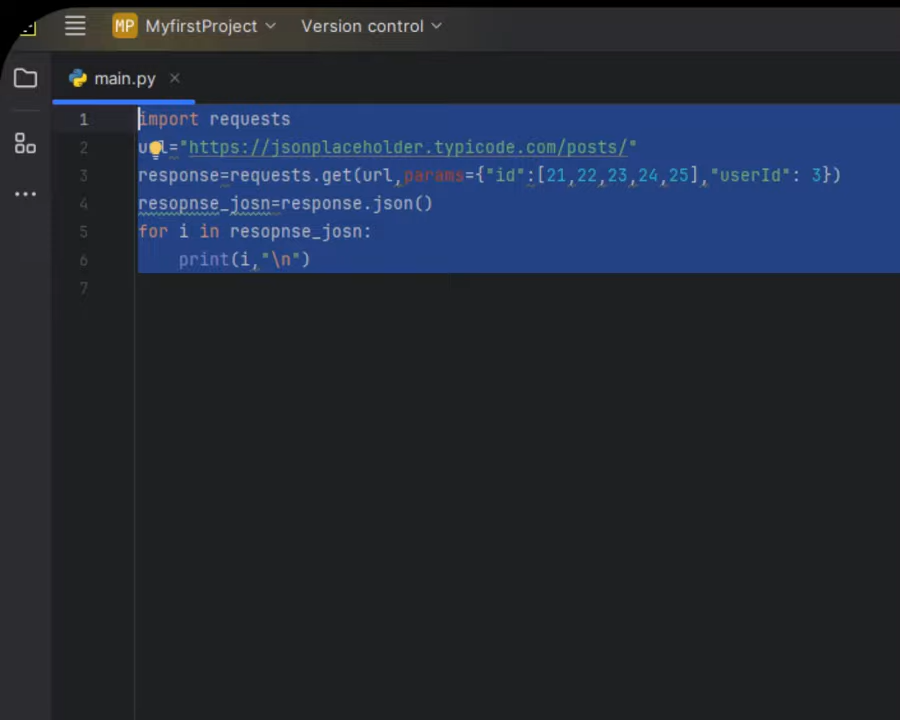 MP MyfirstProject Version control
main.py
1 import requests
2 url="https://jsonplaceholder.typicode.com/posts/"
3 response=requests.get(url,params={"id":[21,22,23,24,25],"userId": 3})
4 resopnse_josn=response.json()
5 for i in resopnse_josn:
6     print(i,"\n")
7